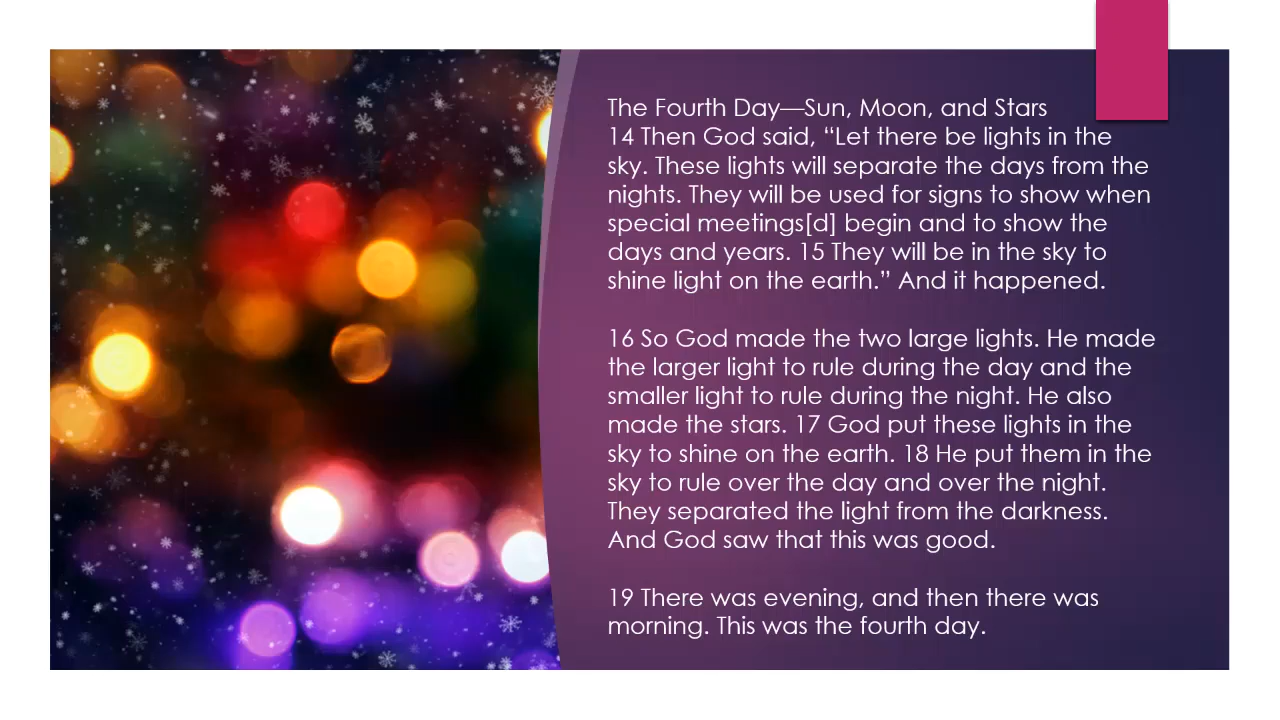 The Fourth Day—Sun, Moon, and Stars
14 Then God said, “Let there be lights in the
sky. These lights will separate the days from the
nights. They will be used for signs to show when
special meetings[d] begin and to show the
days and years. 15 They will be in the sky to
shine light on the earth.” And it happened.
16 So God made the two large lights. He made
the larger light to rule during the day and the
smaller light to rule during the night. He also
made the stars. 17 God put these lights in the
sky to shine on the earth. 18 He put them in the
sky to rule over the day and over the night.
They separated the light from the darkness.
And God saw that this was good.
19 There was evening, and then there was
morning. This was the fourth day.